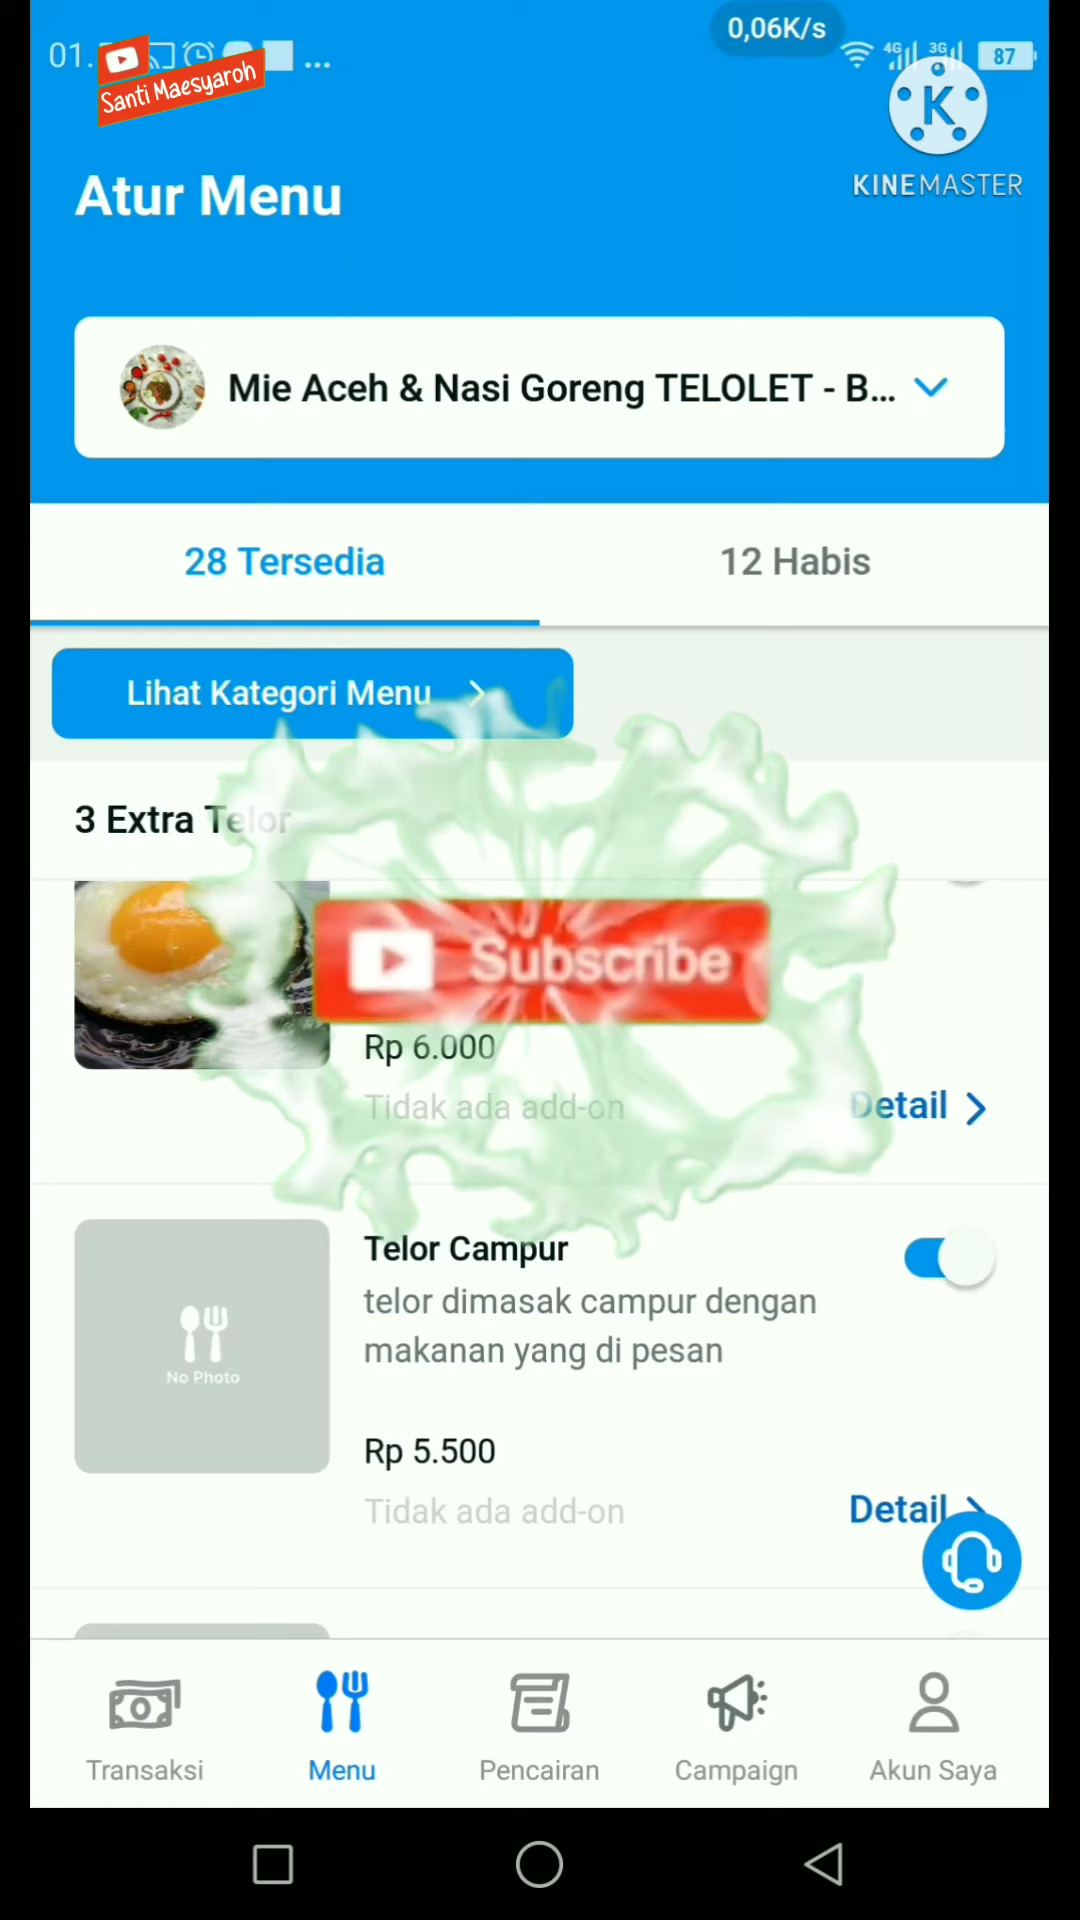 0,06K/s
01.
...
4G
3G
87
Santi Maesyaroh
K
KINEMASTER
Atur Menu
Mie Aceh & Nasi Goreng TELOLET - B...
28 Tersedia
12 Habis
Lihat Kategori Menu
3 Extra Telor
Subscribe
Rp 6.000
Tidak ada add-on
Detail
Telor Campur
telor dimasak campur dengan
makanan yang di pesan
No Photo
Rp 5.500
Tidak ada add-on
Detail
Transaksi
Menu
Pencairan
Campaign
Akun Saya